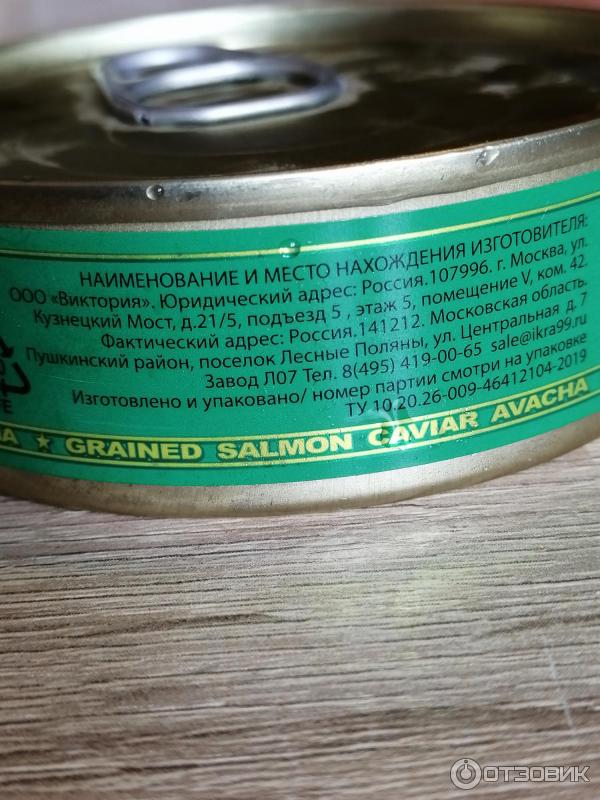 НАИМЕНОВАНИЕ И МЕСТО НАХОЖДЕНИЯ ИЗГОТОВИТЕЛЯ:
ООО «Виктория». Юридический адрес: Россия.107996. г. Москва, ул.
Кузнецкий Мост, д.21/5, подъезд 5 , этаж 5, помещение V, ком. 42.
Фактический адрес: Россия.141212. Московская область.
Пушкинский район, поселок Лесные Поляны, ул. Центральная д. 7
Завод Л07 Тел. 8(495) 419-00-65 sale@ikra99.ru
Изготовлено и упаковано/ номер партии смотри на упаковке
ТУ 10.20.26-009-46412104-2019
GRAINED SALMON CAVIAR AVACHA
ОТЗОВИК